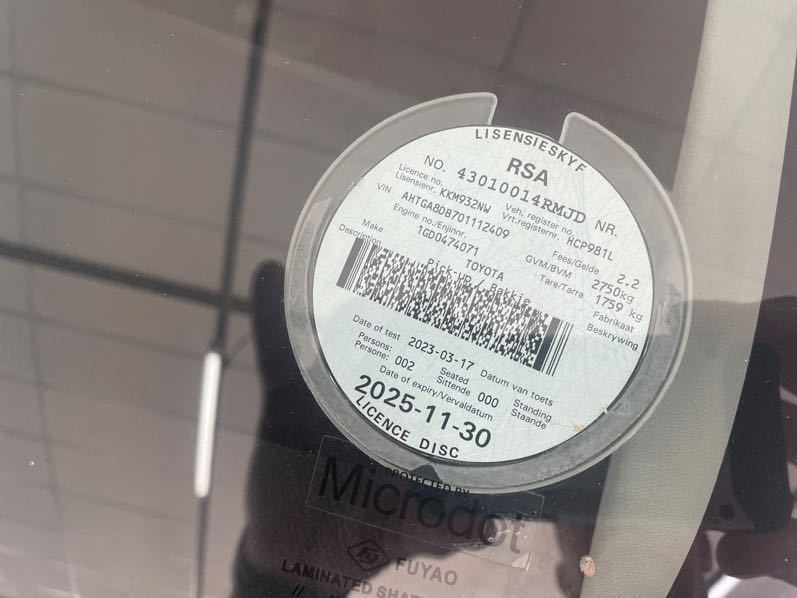 LISENSIESKYF
RSA
NO. 43010014RMJD NR.
Licence no. Veh. register no.
Lisensienr. KKM932NW Vrt.registernr. HCP981L
VIN AHTGA8DB701112409 Fees/Gelde 2.2
Engine no./Enjinnr. GVM/BVM 2750kg
1GD0474071 Tare/Tarra 1759 kg
Make TOYOTA Fabrikaat
Description Pick-up / Bakkie Beskrywing
Date of test 2023-03-17 Datum van toets
Persons: Seated Standing
Persone: 002 Sittende 000 Staande
Date of expiry/Vervaldatum
2025-11-30
LICENCE DISC
PROTECTED BY
Microdot
FUYAO
LAMINATED